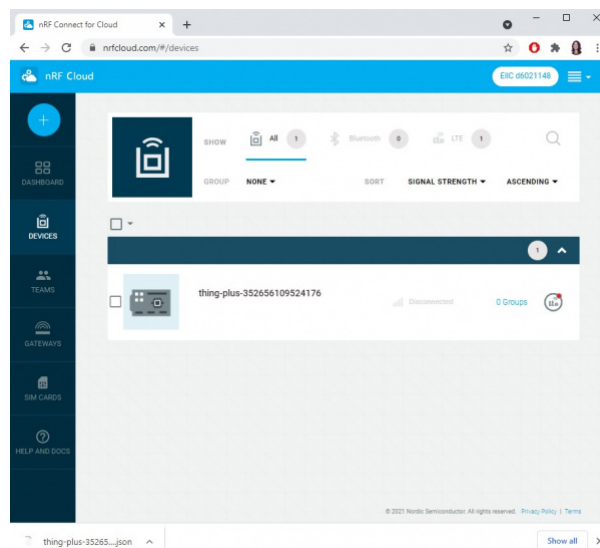 nRF Connect for Cloud
nrfcloud.com/#/devices
nRF Cloud
EIIC d6021148
DASHBOARD
DEVICES
TEAMS
GATEWAYS
SIM CARDS
HELP AND DOCS
SHOW All 1 Bluetooth 0 LTE 1
GROUP NONE SORT SIGNAL STRENGTH ASCENDING
1
thing-plus-352656109524176
Disconnected 0 Groups
© 2021 Nordic Semiconductor. All rights reserved. Privacy Policy | Terms
thing-plus-35265....json
Show all